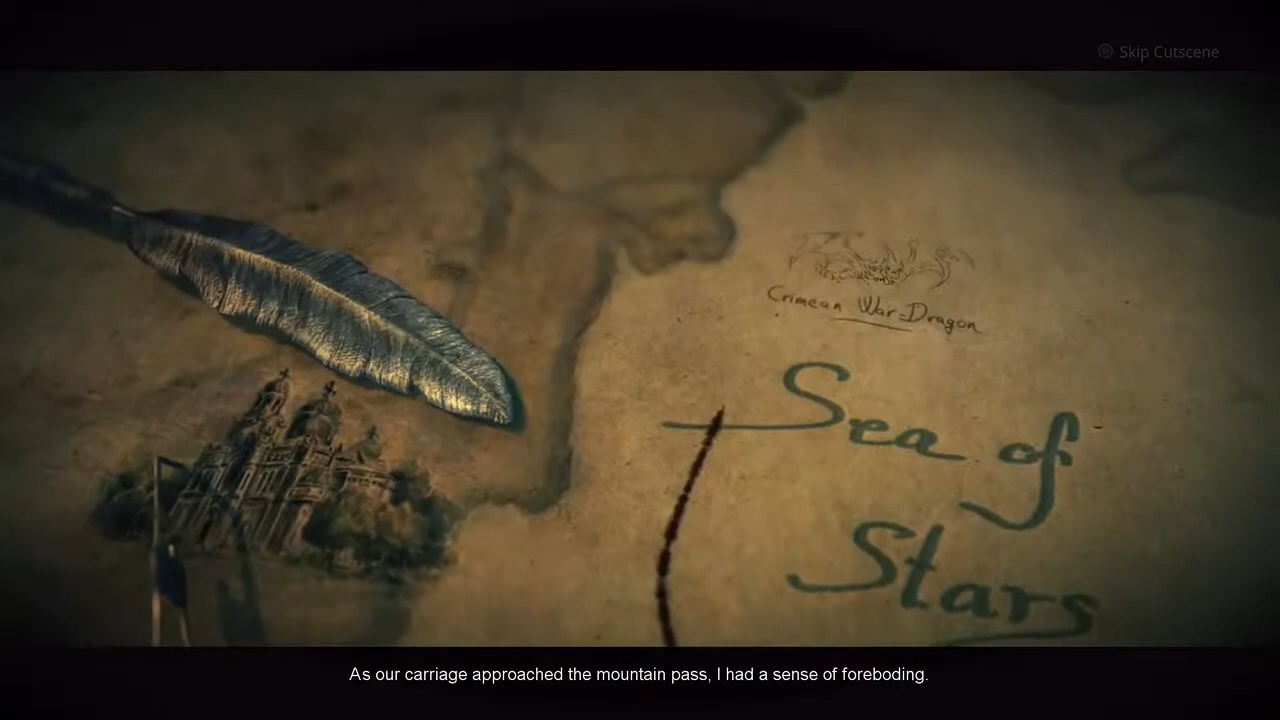 Skip Cutscene
Crimean War-Dragon
Sea of
Stars
As our carriage approached the mountain pass, I had a sense of foreboding.